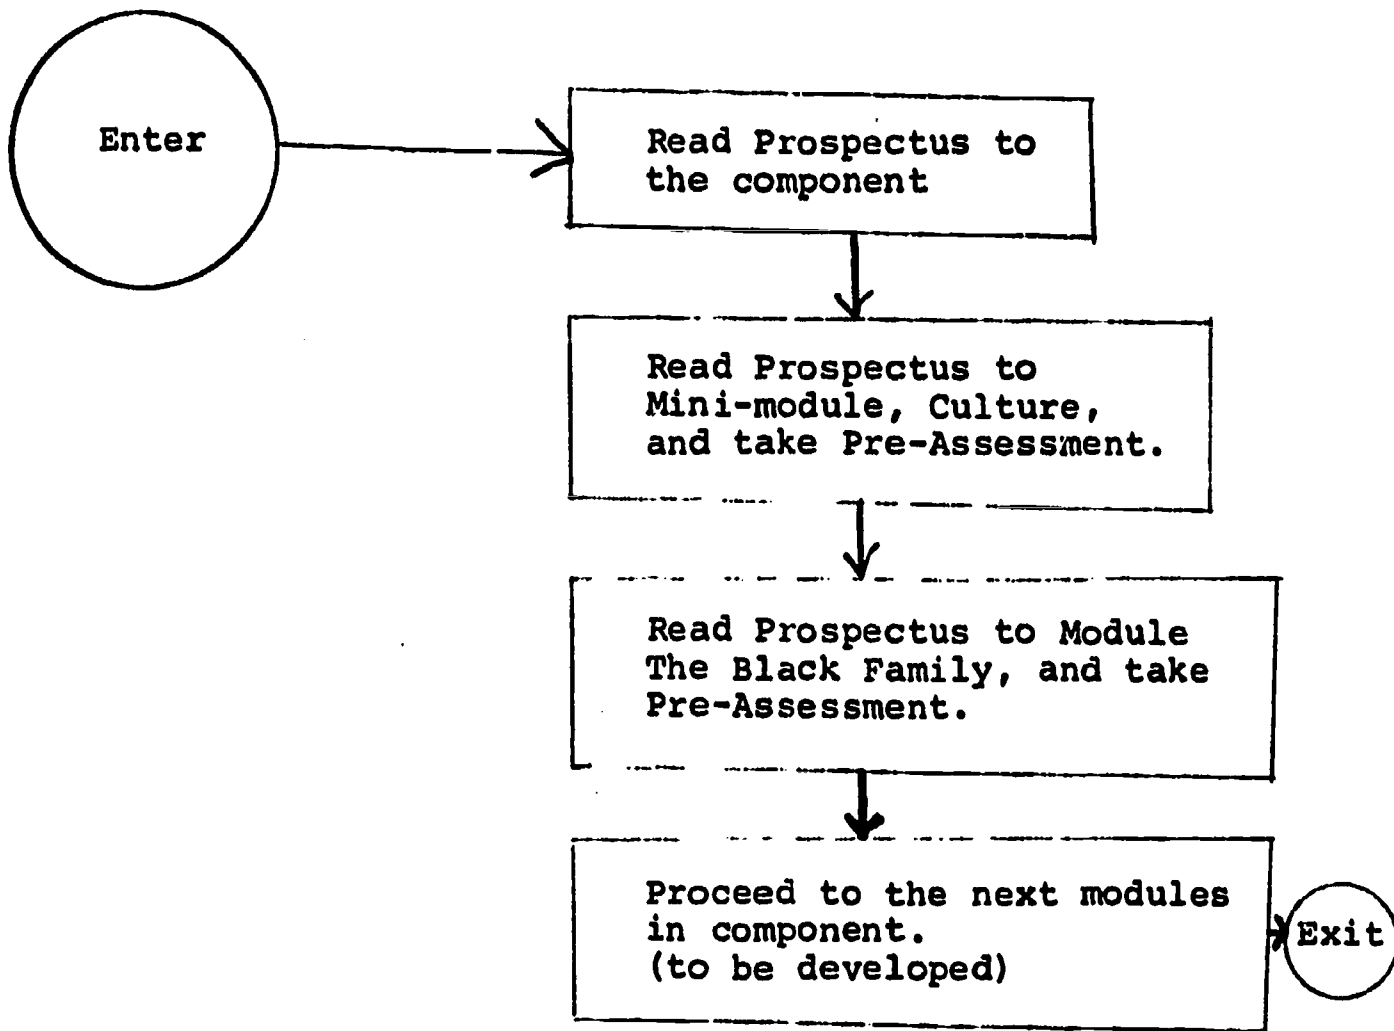 Enter
Read Prospectus to
the component
Read Prospectus to
Mini-module, Culture,
and take Pre-Assessment.
Read Prospectus to Module
The Black Family, and take
Pre-Assessment.
Proceed to the next modules
in component.
(to be developed)
Exit